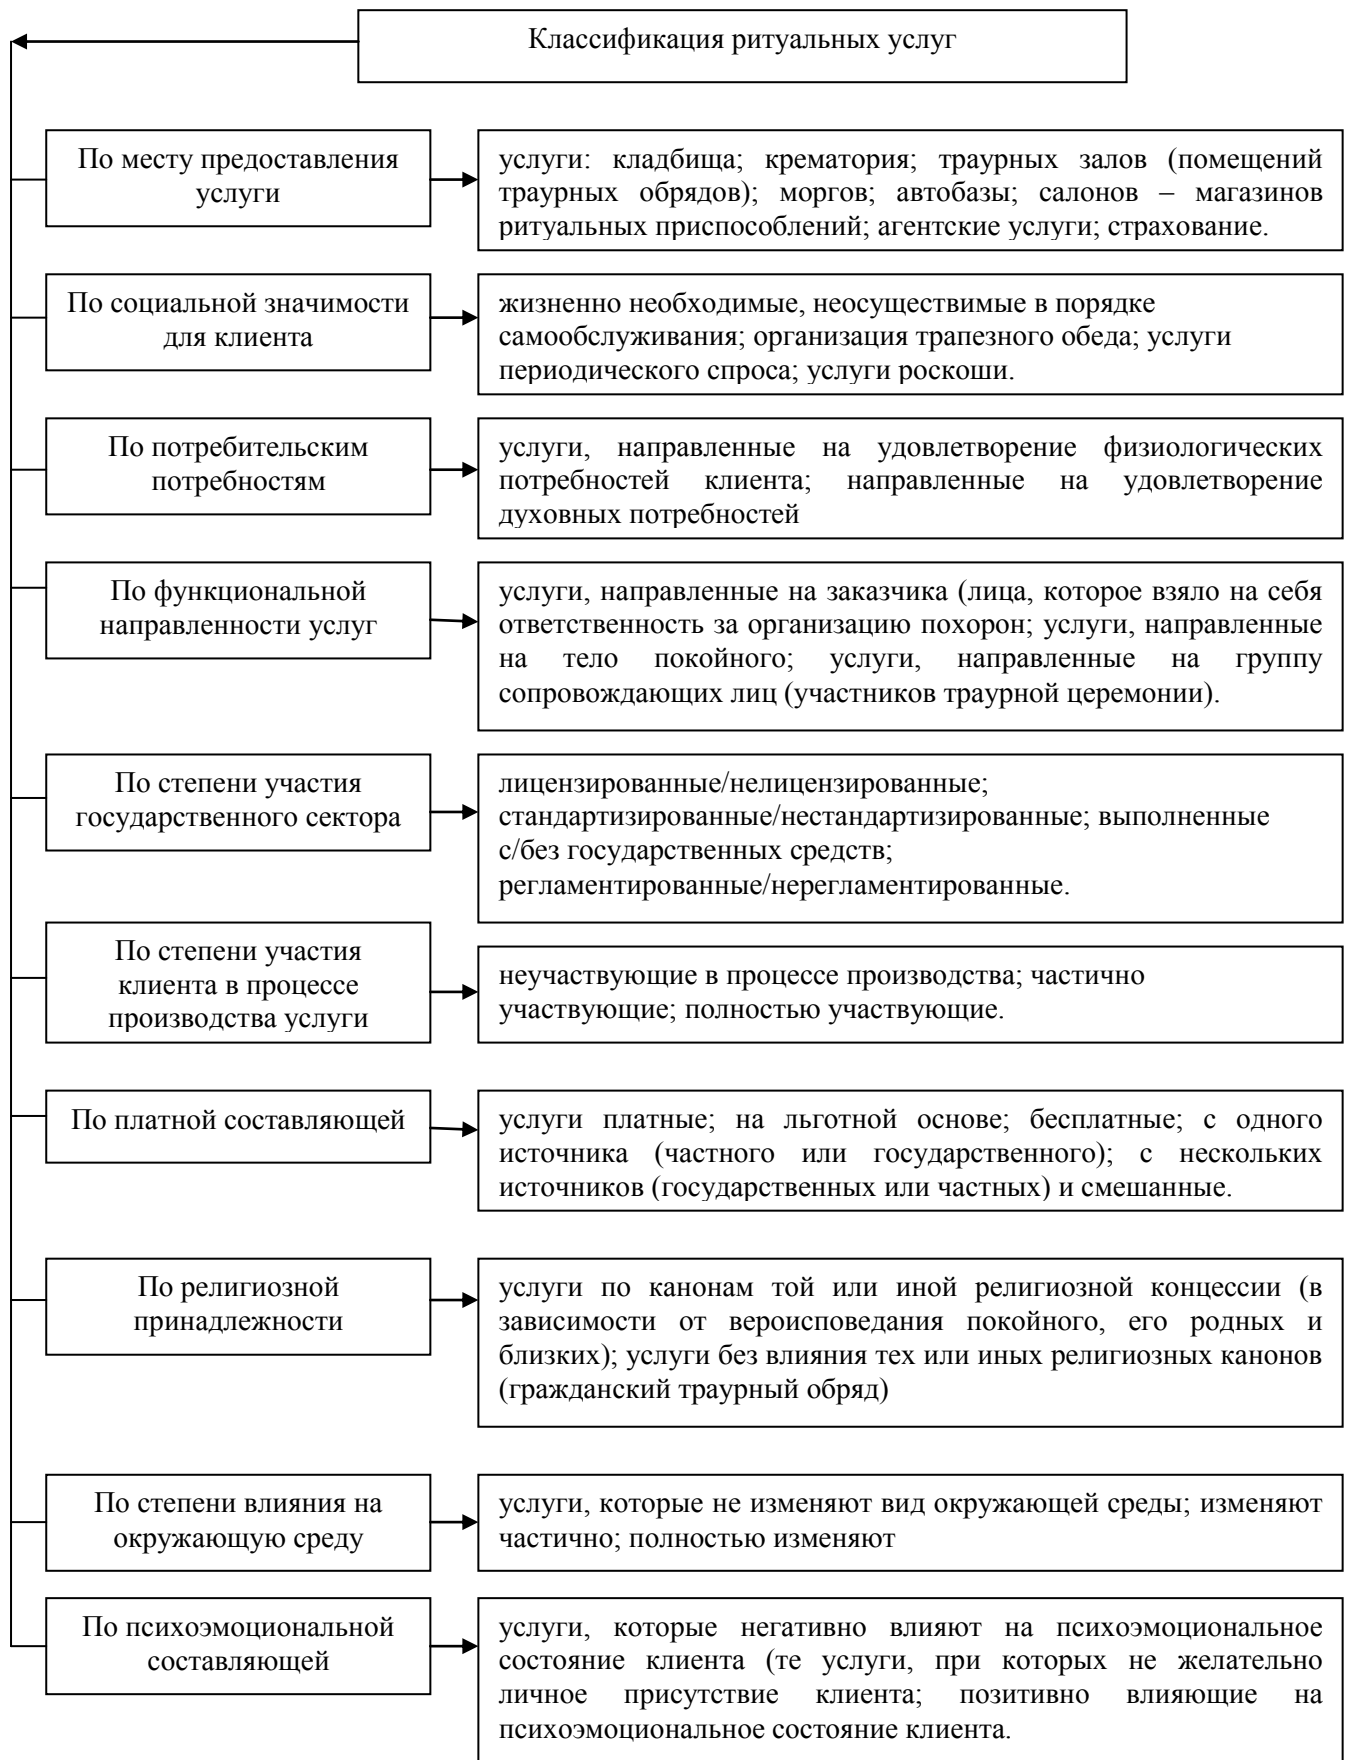 Классификация ритуальных услуг
По месту предоставления
услуги
услуги: кладбища; крематория; траурных залов (помещений
траурных обрядов); моргов; автобазы; салонов – магазинов
ритуальных приспособлений; агентские услуги; страхование.
По социальной значимости
для клиента
жизненно необходимые, неосуществимые в порядке
самообслуживания; организация трапезного обеда; услуги
периодического спроса; услуги роскоши.
По потребительским
потребностям
услуги, направленные на удовлетворение физиологических
потребностей клиента; направленные на удовлетворение
духовных потребностей
По функциональной
направленности услуг
услуги, направленные на заказчика (лица, которое взяло на себя
ответственность за организацию похорон; услуги, направленные
на тело покойного; услуги, направленные на группу
сопровождающих лиц (участников траурной церемонии).
По степени участия
государственного сектора
лицензированные/нелицензированные;
стандартизированные/нестандартизированные; выполненные
с/без государственных средств;
регламентированные/нерегламентированные.
По степени участия
клиента в процессе
производства услуги
неучаствующие в процессе производства; частично
участвующие; полностью участвующие.
По платной составляющей
услуги платные; на льготной основе; бесплатные; с одного
источника (частного или государственного); с нескольких
источников (государственных или частных) и смешанные.
По религиозной
принадлежности
услуги по канонам той или иной религиозной концессии (в
зависимости от вероисповедания покойного, его родных и
близких); услуги без влияния тех или иных религиозных канонов
(гражданский траурный обряд)
По степени влияния на
окружающую среду
услуги, которые не изменяют вид окружающей среды; изменяют
частично; полностью изменяют
По психоэмоциональной
составляющей
услуги, которые негативно влияют на психоэмоциональное
состояние клиента (те услуги, при которых не желательно
личное присутствие клиента; позитивно влияющие на
психоэмоциональное состояние клиента.